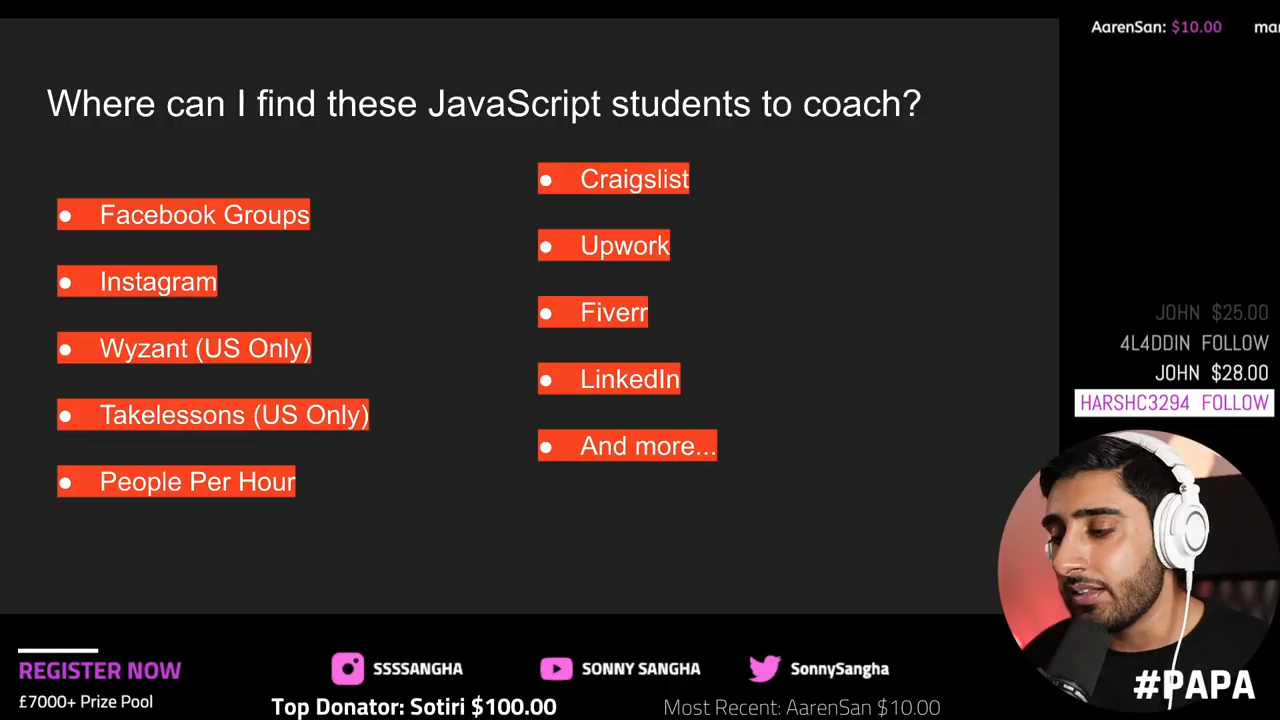 AarenSan: $10.00
Where can I find these JavaScript students to coach?
● Facebook Groups
● Instagram
● Wyzant (US Only)
● Takelessons (US Only)
● People Per Hour
● Craigslist
● Upwork
● Fiverr
● LinkedIn
● And more...
JOHN $25.00
4L4DDIN FOLLOW
JOHN $28.00
HARSHC3294 FOLLOW
#PAPA
REGISTER NOW
£7000+ Prize Pool
SSSSANGHA
SONNY SANGHA
SonnySangha
Top Donator: Sotiri $100.00
Most Recent: AarenSan $10.00